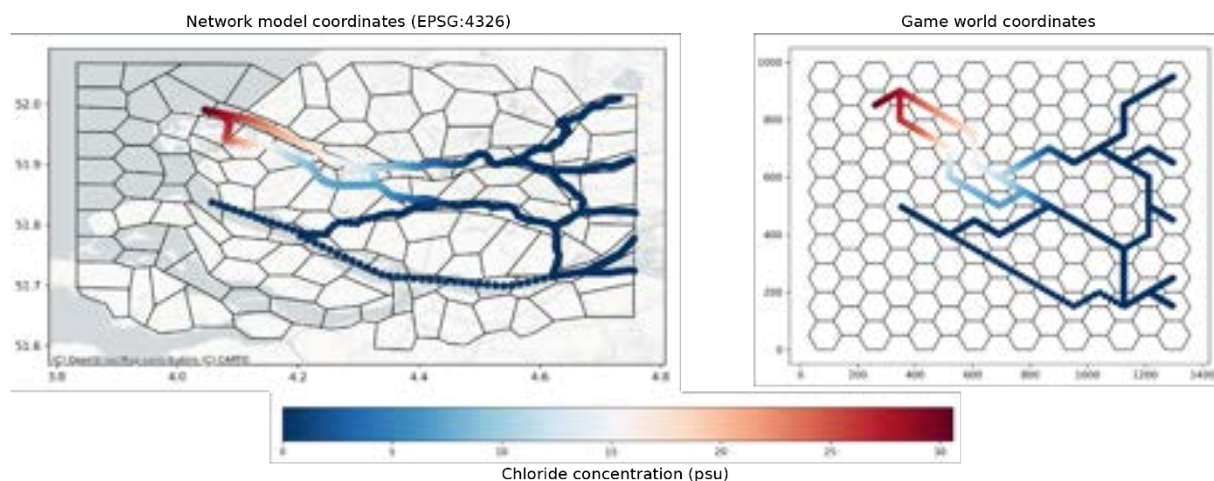 Network model coordinates (EPSG:4326)
Game world coordinates
52.0
51.9
51.8
51.7
51.6
3.8 4.0 4.2 4.4 4.6 4.8
1000
800
600
400
200
0
0 200 400 600 800 1000 1200 1400
0 5 10 15 20 25 30
Chloride concentration (psu)